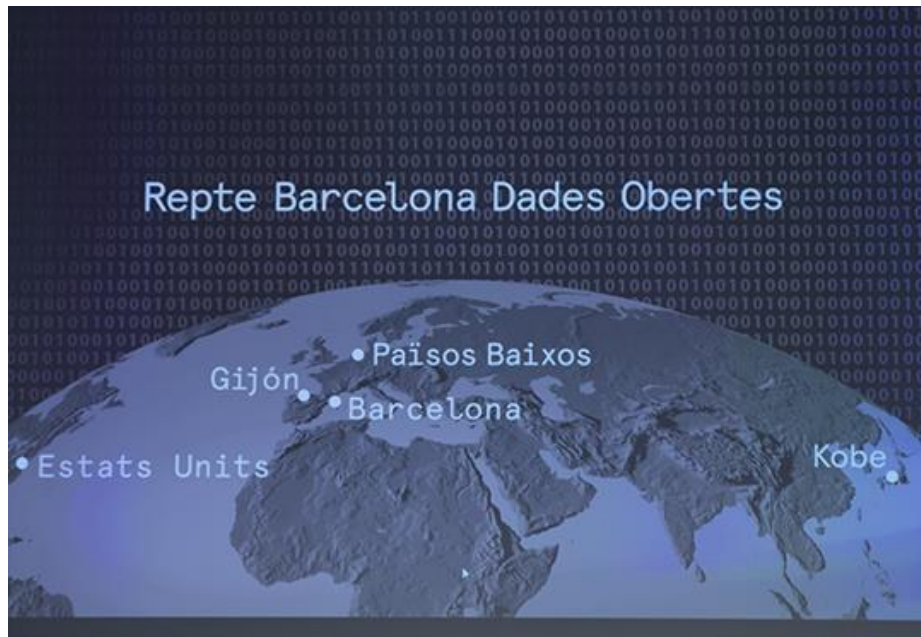 Repte Barcelona Dades Obertes
Països Baixos
Gijón
Barcelona
Estats Units
Kobe